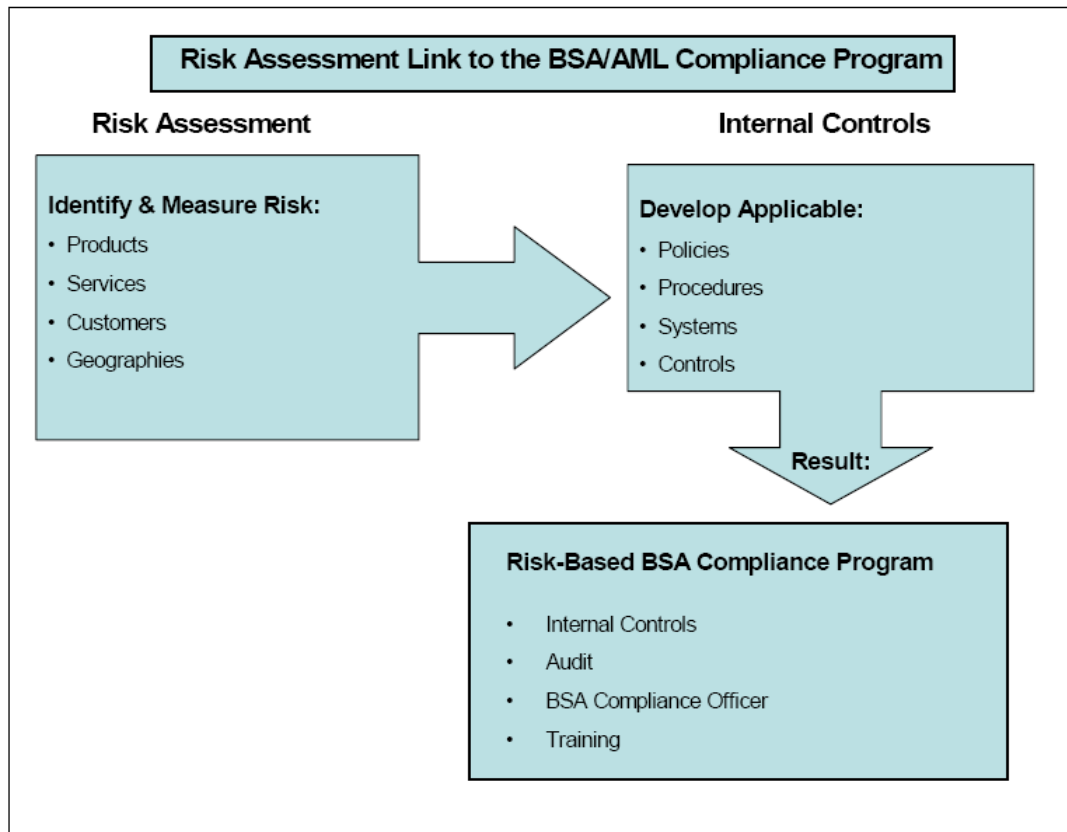 Risk Assessment Link to the BSA/AML Compliance Program
Risk Assessment
Identify & Measure Risk:
• Products
• Services
• Customers
• Geographies
Internal Controls
Develop Applicable:
• Policies
• Procedures
• Systems
• Controls
Result:
Risk-Based BSA Compliance Program
• Internal Controls
• Audit
• BSA Compliance Officer
• Training